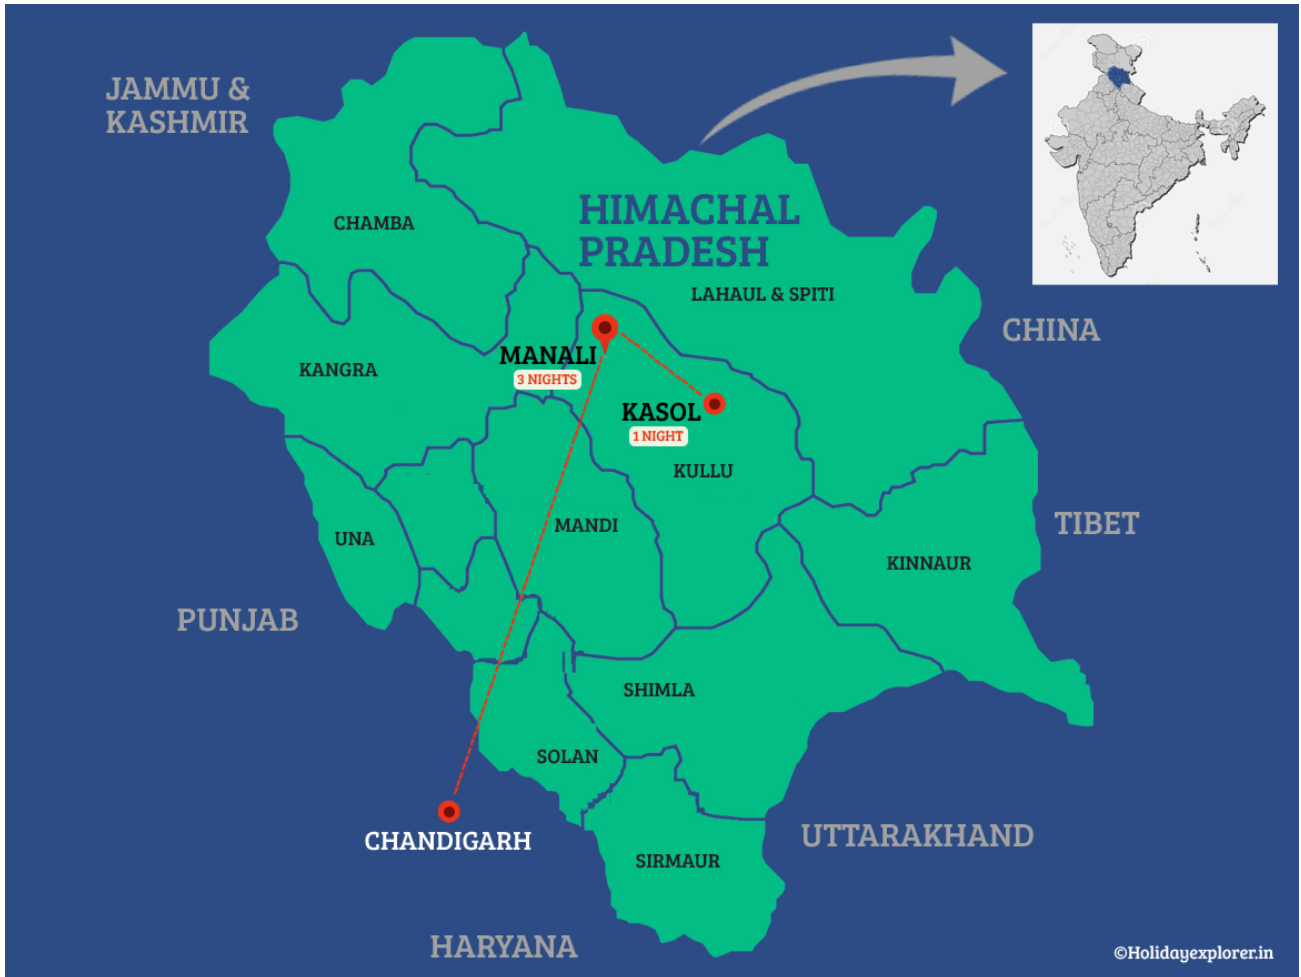 JAMMU &
KASHMIR
HIMACHAL
PRADESH
CHAMBA
LAHAUL & SPITI
CHINA
MANALI
3 NIGHTS
KANGRA
KASOL
1 NIGHT
KULLU
TIBET
MANDI
UNA
KINNAUR
PUNJAB
SHIMLA
SOLAN
CHANDIGARH
UTTARAKHAND
SIRMAUR
HARYANA
©Holidayexplorer.in